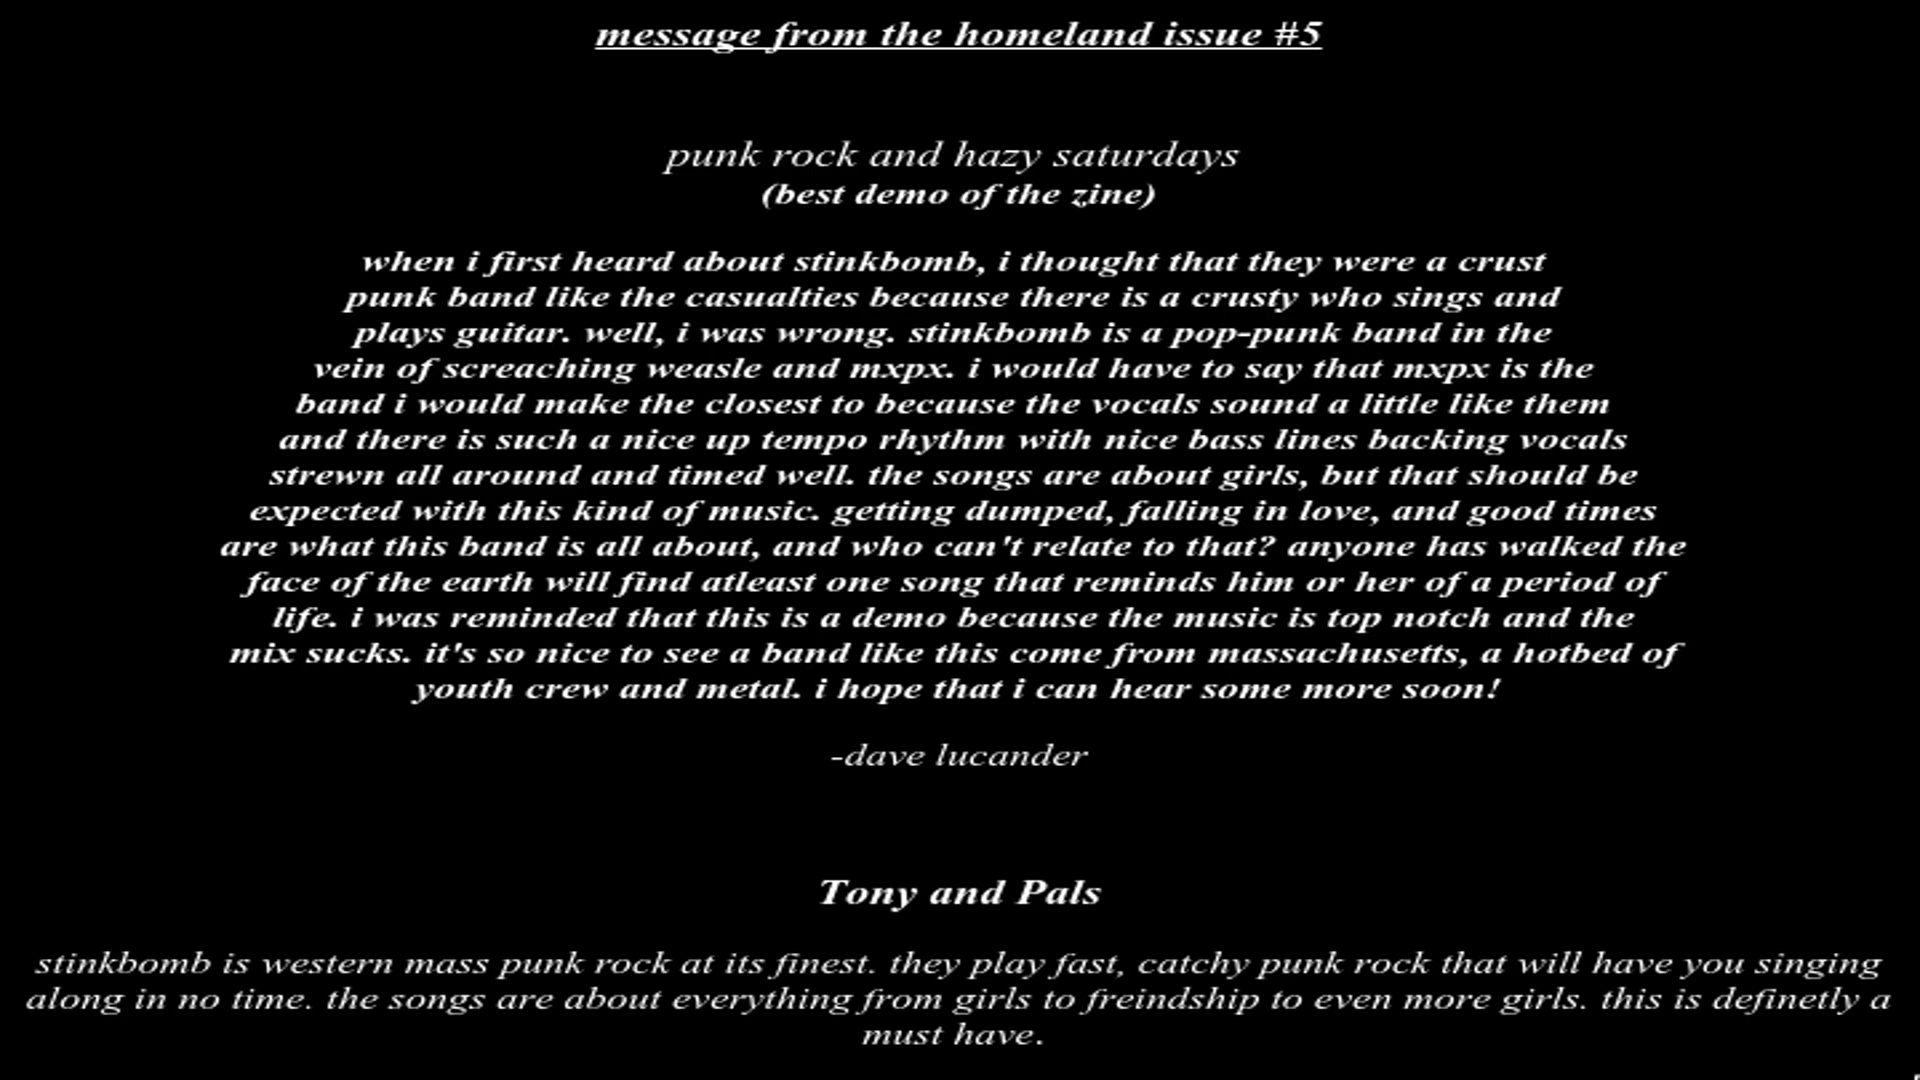 message from the homeland issue #5
punk rock and hazy saturdays
(best demo of the zine)
when i first heard about stinkbomb, i thought that they were a crust
punk band like the casualties because there is a crusty who sings and
plays guitar. well, i was wrong. stinkbomb is a pop-punk band in the
vein of screaching weasle and mxpx. i would have to say that mxpx is the
band i would make the closest to because the vocals sound a little like them
and there is such a nice up tempo rhythm with nice bass lines backing vocals
strewn all around and timed well. the songs are about girls, but that should be
expected with this kind of music. getting dumped, falling in love, and good times
are what this band is all about, and who can't relate to that? anyone has walked the
face of the earth will find atleast one song that reminds him or her of a period of
life. i was reminded that this is a demo because the music is top notch and the
mix sucks. it's so nice to see a band like this come from massachusetts, a hotbed of
youth crew and metal. i hope that i can hear some more soon!
-dave lucander
Tony and Pals
stinkbomb is western mass punk rock at its finest. they play fast, catchy punk rock that will have you singing
along in no time. the songs are about everything from girls to freindship to even more girls. this is definetly a
must have.